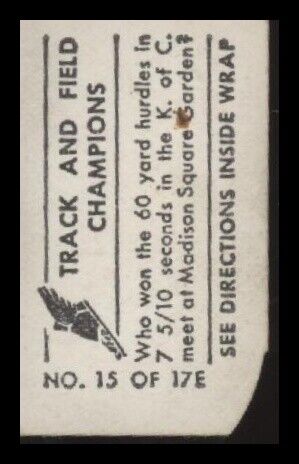 TRACK AND FIELD
CHAMPIONS
Who won the 60 yard hurdles in
7 5/10 seconds in the K. of C.
meet at Madison Square Garden?
SEE DIRECTIONS INSIDE WRAP
NO. 15 OF 17E